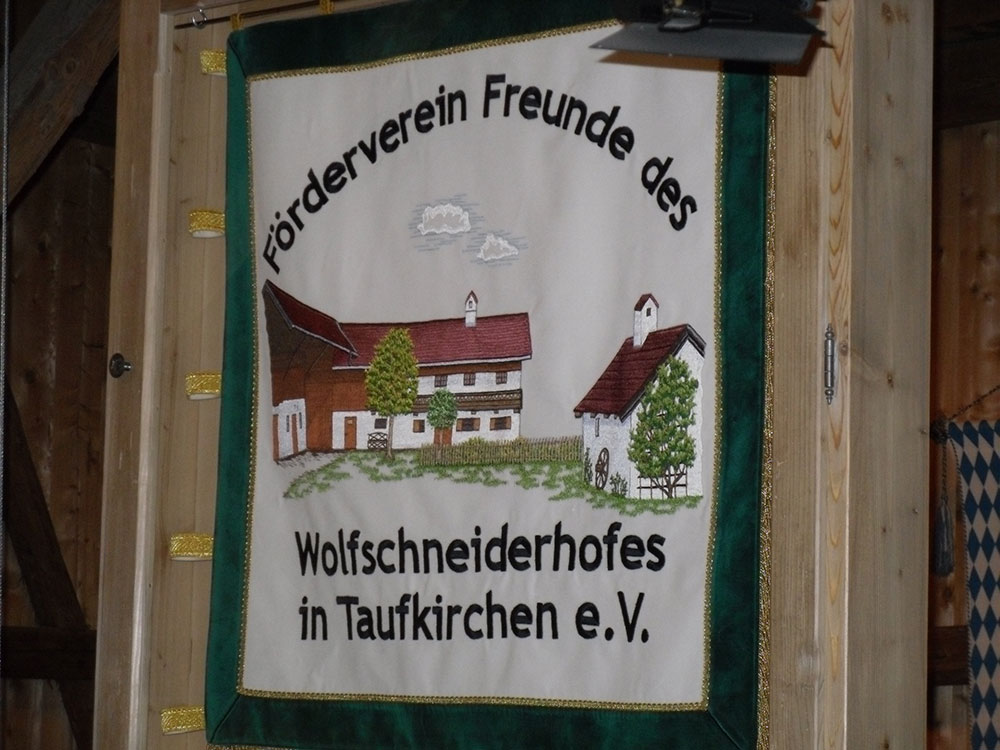 Förderverein Freunde des
Wolfschneiderhofes
in Taufkirchen e.V.